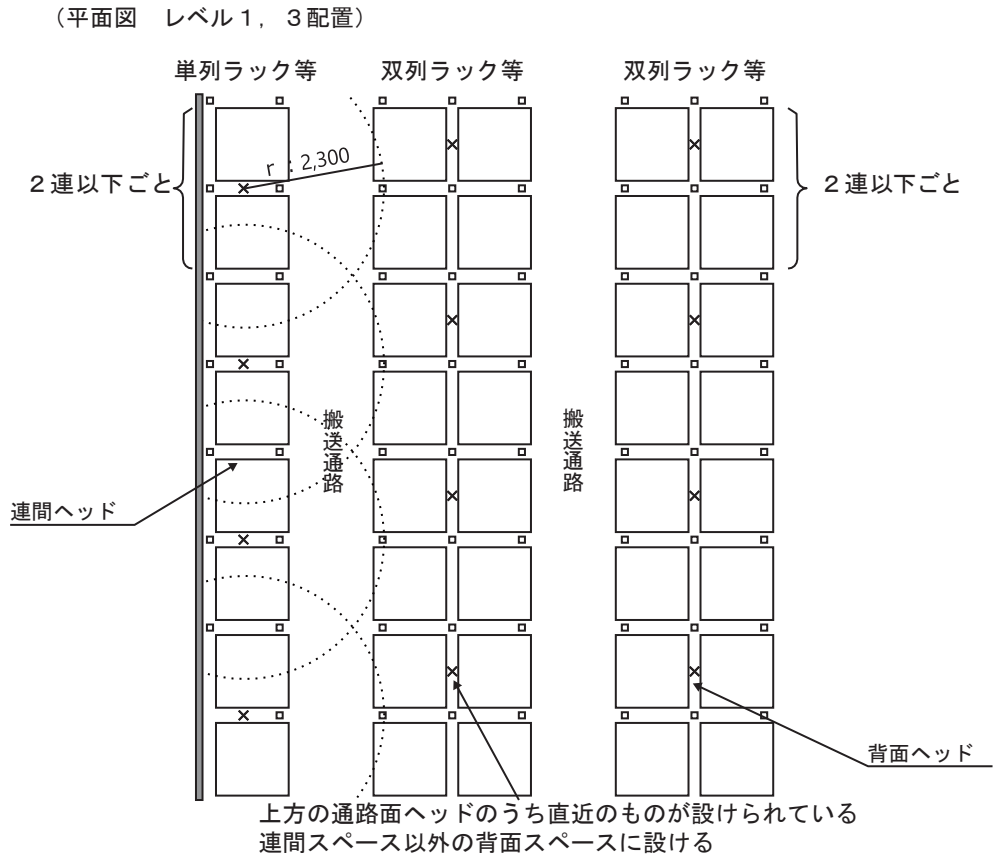 （平面図　レベル１，３配置）
単列ラック等
双列ラック等
双列ラック等
２連以下ごと
r：2,300
２連以下ごと
搬送通路
搬送通路
連間ヘッド
背面ヘッド
上方の通路面ヘッドのうち直近のものが設けられている
連間スペース以外の背面スペースに設ける